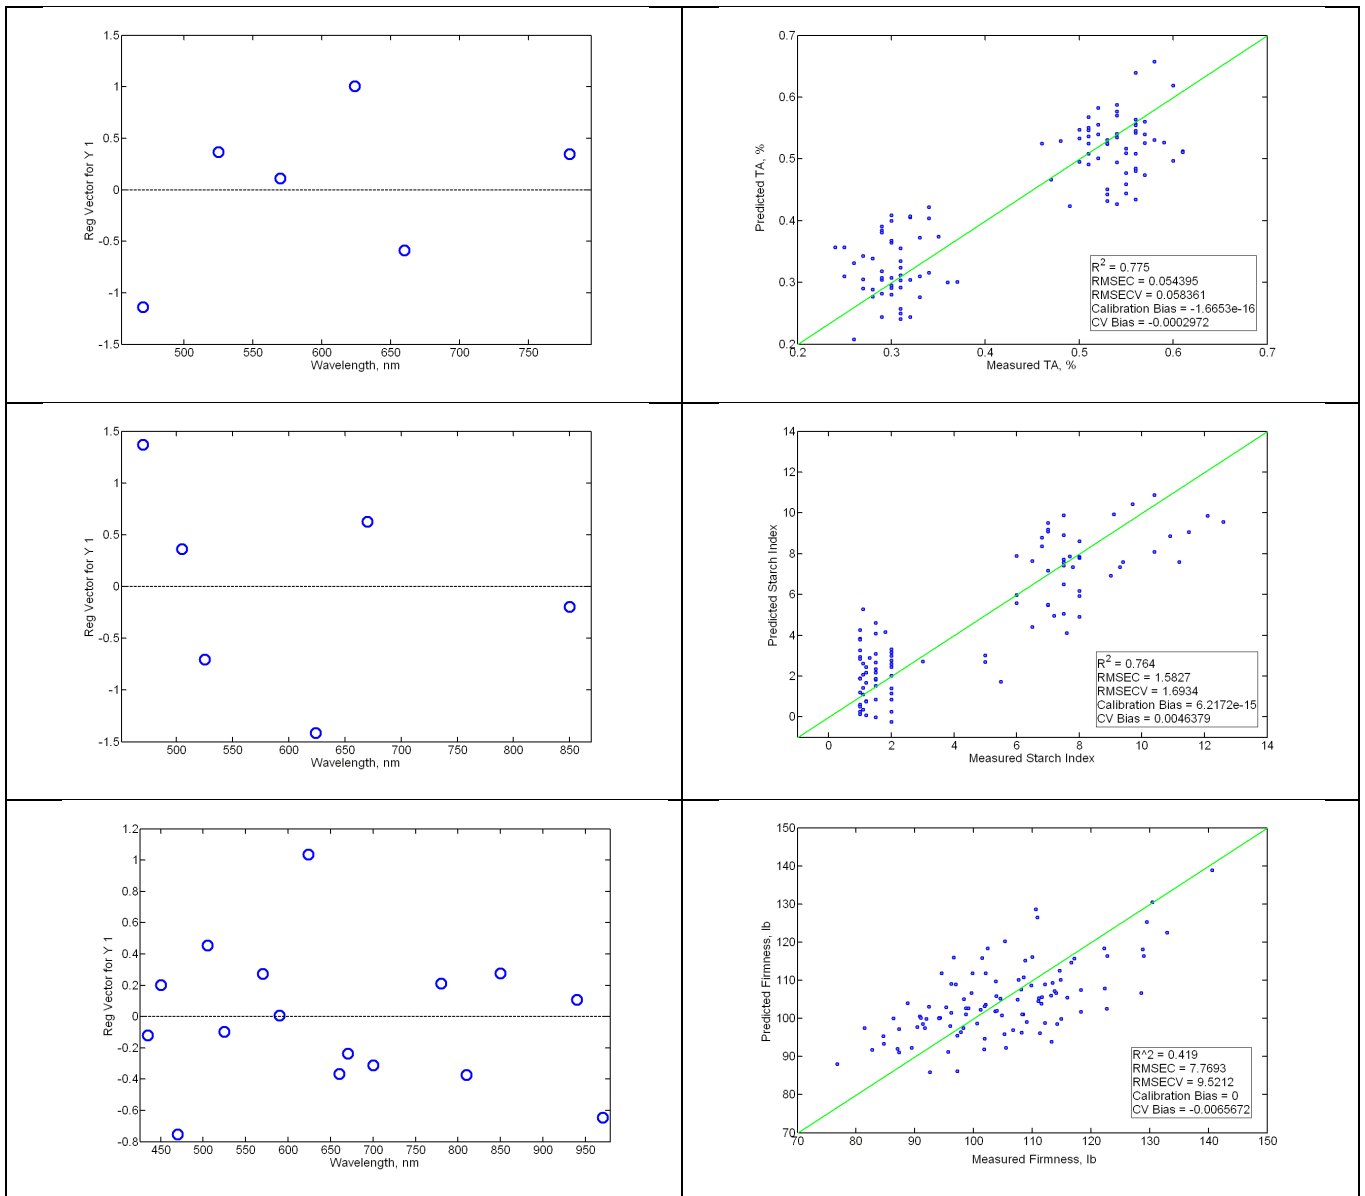 1.5
1
0.5
0
-0.5
-1
-1.5
500 550 600 650 700 750
Reg Vector for Y 1
Wavelength, nm
0.7
0.6
0.5
0.4
0.3
0.2
0.2 0.3 0.4 0.5 0.6 0.7
Predicted TA, %
Measured TA, %
R^2 = 0.775
RMSEC = 0.054395
RMSECV = 0.058361
Calibration Bias = -1.6653e-16
CV Bias = -0.0002972
1.5
1
0.5
0
-0.5
-1
-1.5
500 550 600 650 700 750 800 850
Reg Vector for Y 1
Wavelength, nm
14
12
10
8
6
4
2
0
0 2 4 6 8 10 12 14
Predicted Starch Index
Measured Starch Index
R^2 = 0.764
RMSEC = 1.5827
RMSECV = 1.6934
Calibration Bias = 6.2172e-15
CV Bias = 0.0046379
1.2
1
0.8
0.6
0.4
0.2
0
-0.2
-0.4
-0.6
-0.8
450 500 550 600 650 700 750 800 850 900 950
Reg Vector for Y 1
Wavelength, nm
150
140
130
120
110
100
90
80
70
70 80 90 100 110 120 130 140 150
Predicted Firmness, lb
Measured Firmness, lb
R^2 = 0.419
RMSEC = 7.7693
RMSECV = 9.5212
Calibration Bias = 0
CV Bias = -0.0065672